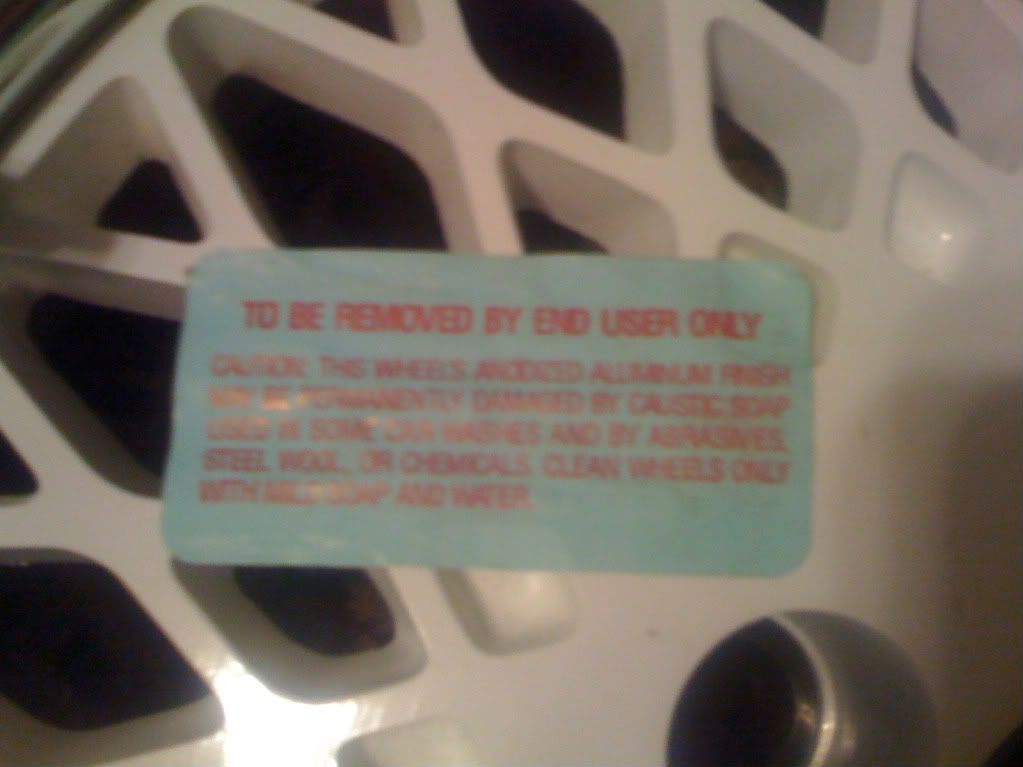 TO BE REMOVED BY END USER ONLY
CAUTION: THIS WHEEL'S ANODIZED ALUMINUM FINISH
MAY BE PERMANENTLY DAMAGED BY CAUSTIC SOAP
USED IN SOME CAR WASHES AND BY ABRASIVES,
STEEL WOOL, OR CHEMICALS. CLEAN WHEELS ONLY
WITH MILD SOAP AND WATER.